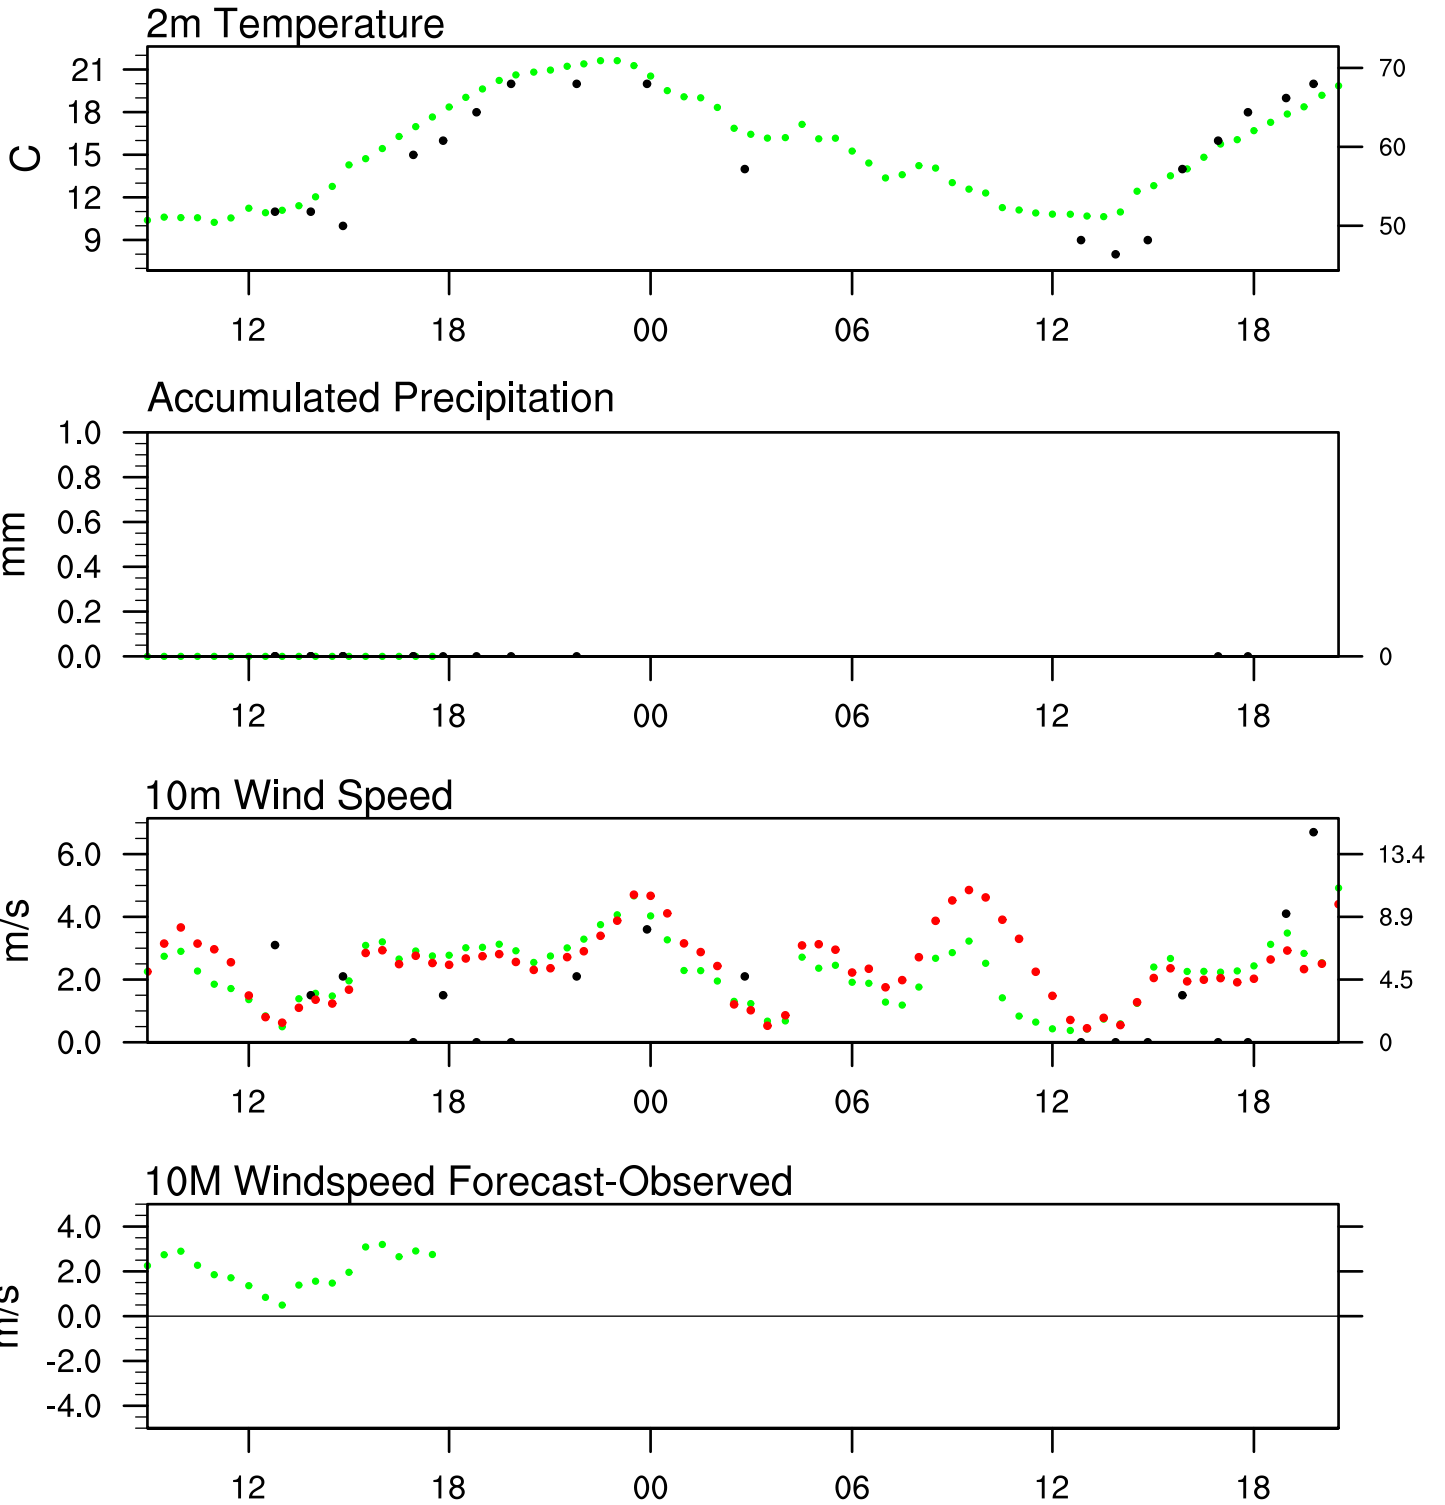 2m Temperature
21
18
15
12
9
C
70
60
50
12 18 00 06 12 18
Accumulated Precipitation
1.0
0.8
0.6
0.4
0.2
0.0
mm
0
12 18 00 06 12 18
10m Wind Speed
6.0
4.0
2.0
0.0
m/s
13.4
8.9
4.5
0
12 18 00 06 12 18
10M Windspeed Forecast-Observed
4.0
2.0
0.0
-2.0
-4.0
m/s
12 18 00 06 12 18